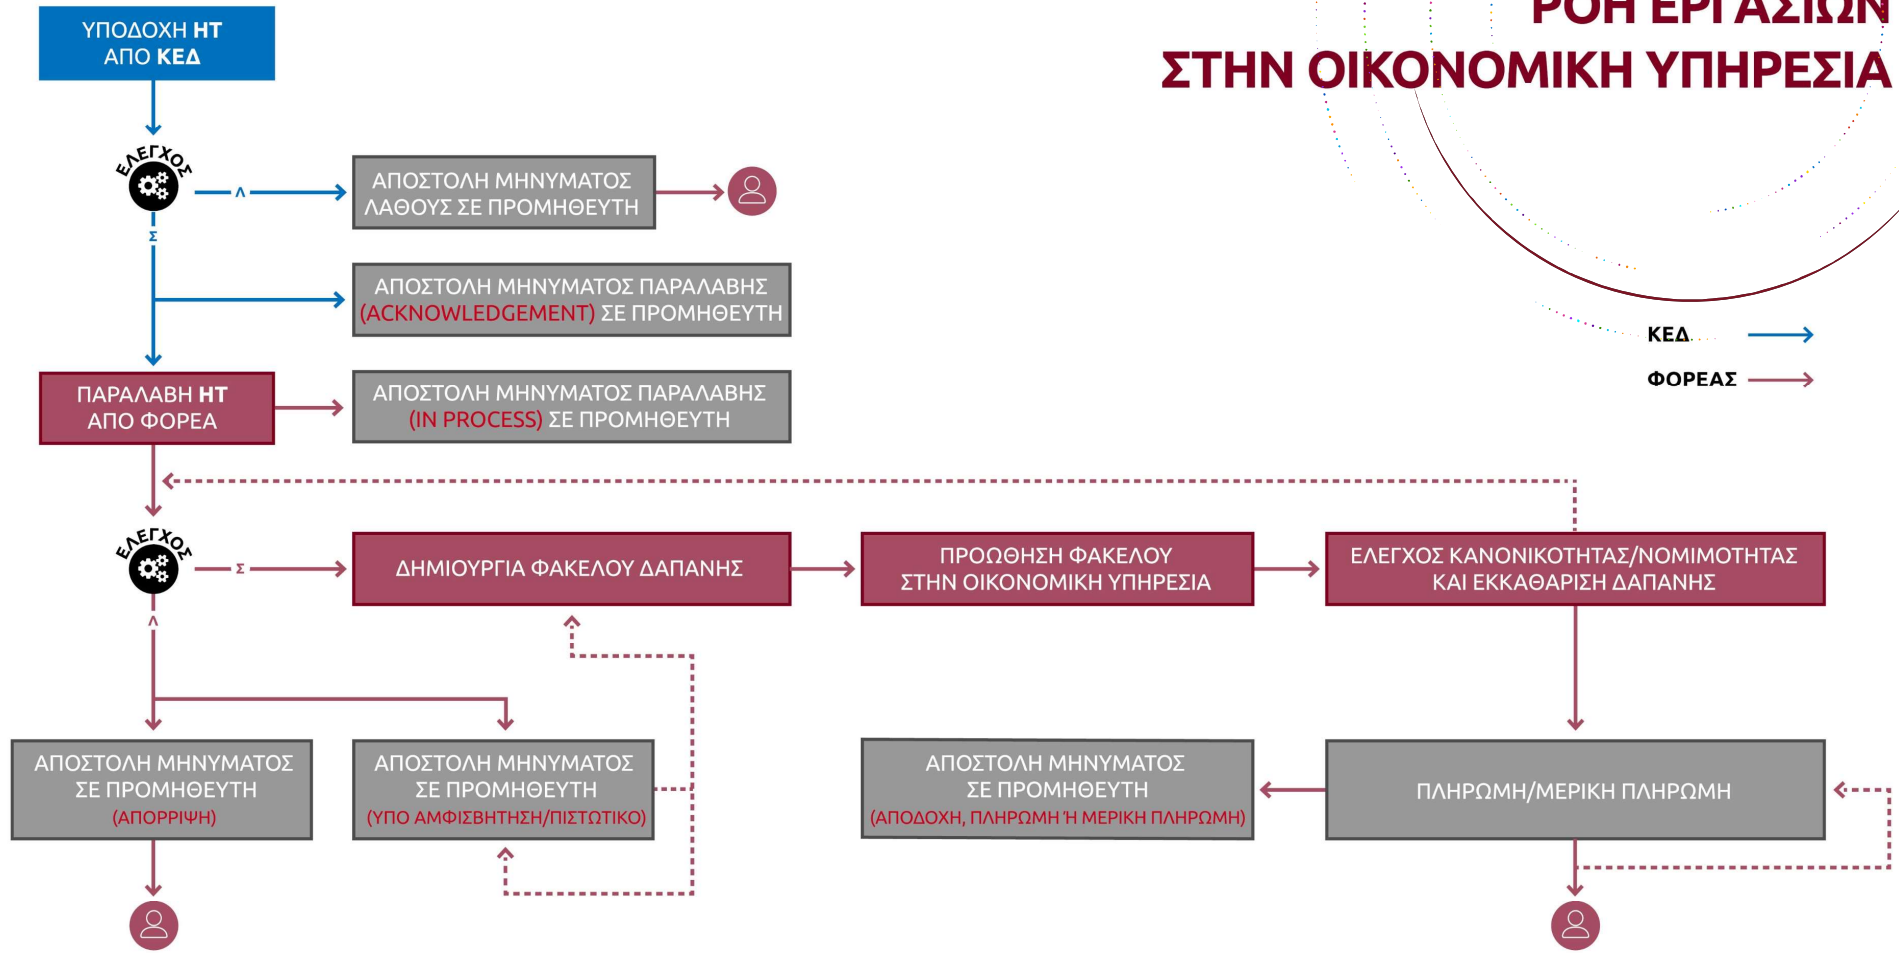 ΡΟΗ ΕΡΓΑΣΙΩΝ
ΣΤΗΝ ΟΙΚΟΝΟΜΙΚΗ ΥΠΗΡΕΣΙΑ
ΥΠΟΔΟΧΗ ΗΤ
ΑΠΟ ΚΕΔ
ΕΛΕΓΧΟΣ
Λ
ΑΠΟΣΤΟΛΗ ΜΗΝΥΜΑΤΟΣ
ΛΑΘΟΥΣ ΣΕ ΠΡΟΜΗΘΕΥΤΗ
Σ
ΑΠΟΣΤΟΛΗ ΜΗΝΥΜΑΤΟΣ ΠΑΡΑΛΑΒΗΣ
(ACKNOWLEDGEMENT) ΣΕ ΠΡΟΜΗΘΕΥΤΗ
ΚΕΔ
ΦΟΡΕΑΣ
ΠΑΡΑΛΑΒΗ ΗΤ
ΑΠΟ ΦΟΡΕΑ
ΑΠΟΣΤΟΛΗ ΜΗΝΥΜΑΤΟΣ ΠΑΡΑΛΑΒΗΣ
(IN PROCESS) ΣΕ ΠΡΟΜΗΘΕΥΤΗ
ΕΛΕΓΧΟΣ
Σ
ΔΗΜΙΟΥΡΓΙΑ ΦΑΚΕΛΟΥ ΔΑΠΑΝΗΣ
ΠΡΟΩΘΗΣΗ ΦΑΚΕΛΟΥ
ΣΤΗΝ ΟΙΚΟΝΟΜΙΚΗ ΥΠΗΡΕΣΙΑ
ΕΛΕΓΧΟΣ ΚΑΝΟΝΙΚΟΤΗΤΑΣ/ΝΟΜΙΜΟΤΗΤΑΣ
ΚΑΙ ΕΚΚΑΘΑΡΙΣΗ ΔΑΠΑΝΗΣ
Λ
ΑΠΟΣΤΟΛΗ ΜΗΝΥΜΑΤΟΣ
ΣΕ ΠΡΟΜΗΘΕΥΤΗ
(ΑΠΟΡΡΙΨΗ)
ΑΠΟΣΤΟΛΗ ΜΗΝΥΜΑΤΟΣ
ΣΕ ΠΡΟΜΗΘΕΥΤΗ
(ΥΠΟ ΑΜΦΙΣΒΗΤΗΣΗ/ΠΙΣΤΩΤΙΚΟ)
ΑΠΟΣΤΟΛΗ ΜΗΝΥΜΑΤΟΣ
ΣΕ ΠΡΟΜΗΘΕΥΤΗ
(ΑΠΟΔΟΧΗ, ΠΛΗΡΩΜΗ Ή ΜΕΡΙΚΗ ΠΛΗΡΩΜΗ)
ΠΛΗΡΩΜΗ/ΜΕΡΙΚΗ ΠΛΗΡΩΜΗ